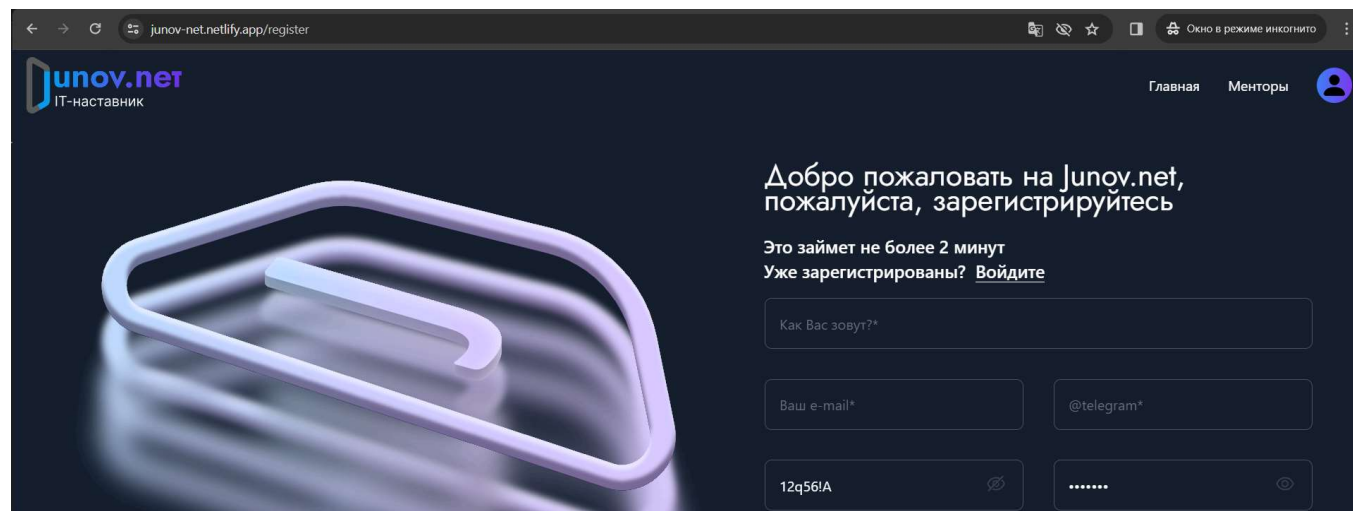 junov-net.netlify.app/register
Окно в режиме инкогнито
Junov.net
IT-наставник
Главная Менторы
Добро пожаловать на Junov.net,
пожалуйста, зарегистрируйтесь
Это займет не более 2 минут
Уже зарегистрированы? Войдите
Как Вас зовут?*
Ваш e-mail* @telegram*
12q56!A •••••••